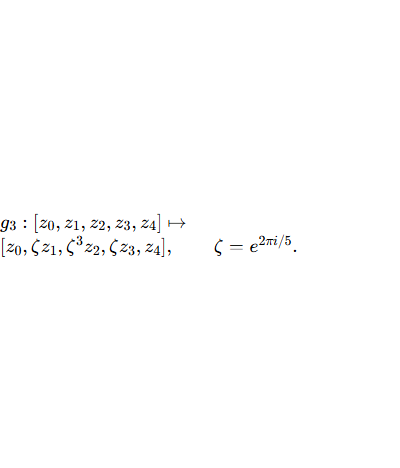 g₃ : [z₀, z₁, z₂, z₃, z₄] ↦
[z₀, ζz₁, ζ³z₂, ζz₃, z₄], ζ = e^{2πi/5}.